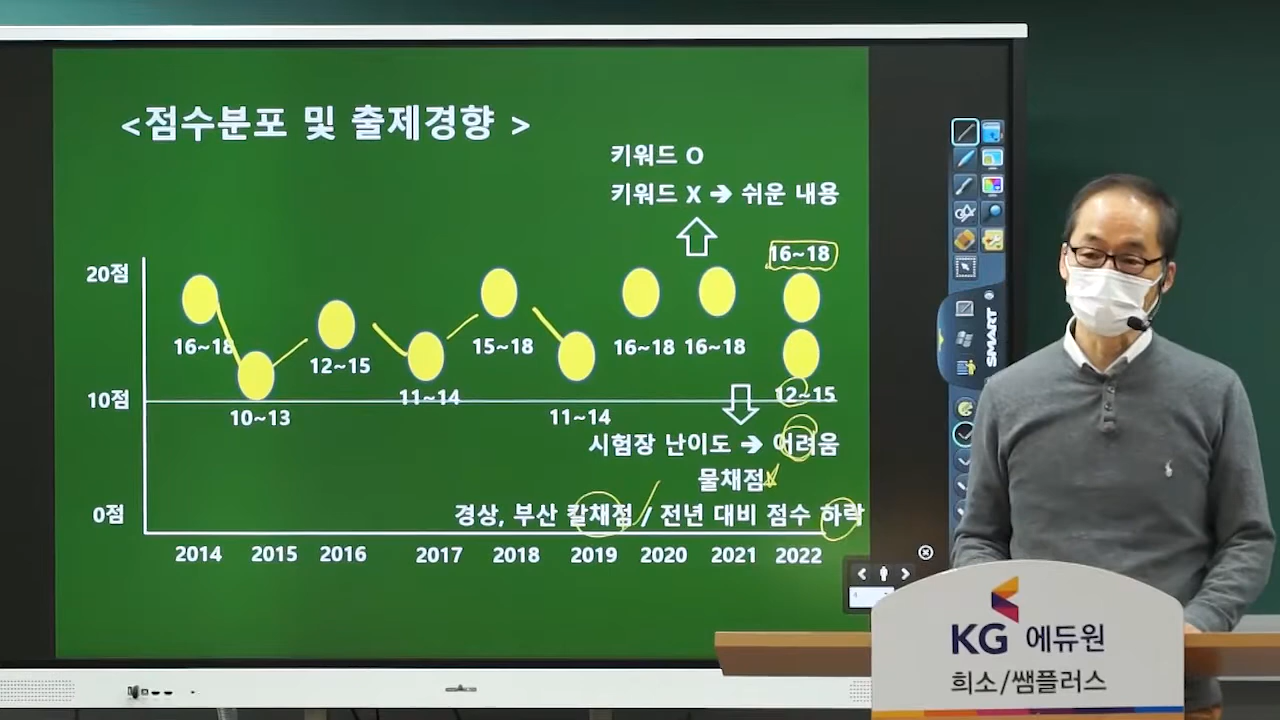 <점수분포 및 출제경향 >
키워드 O
키워드 X → 쉬운 내용
16~18
20점
16~18
12~15
15~18
16~18
16~18
10점
10~13
11~14
11~14
12~15
시험장 난이도 → 어려움
물채점
0점
경상, 부산 칼채점 / 전년 대비 점수 하락
2014
2015
2016
2017
2018
2019
2020
2021
2022
SMART
KG 에듀원
희소/쌤플러스